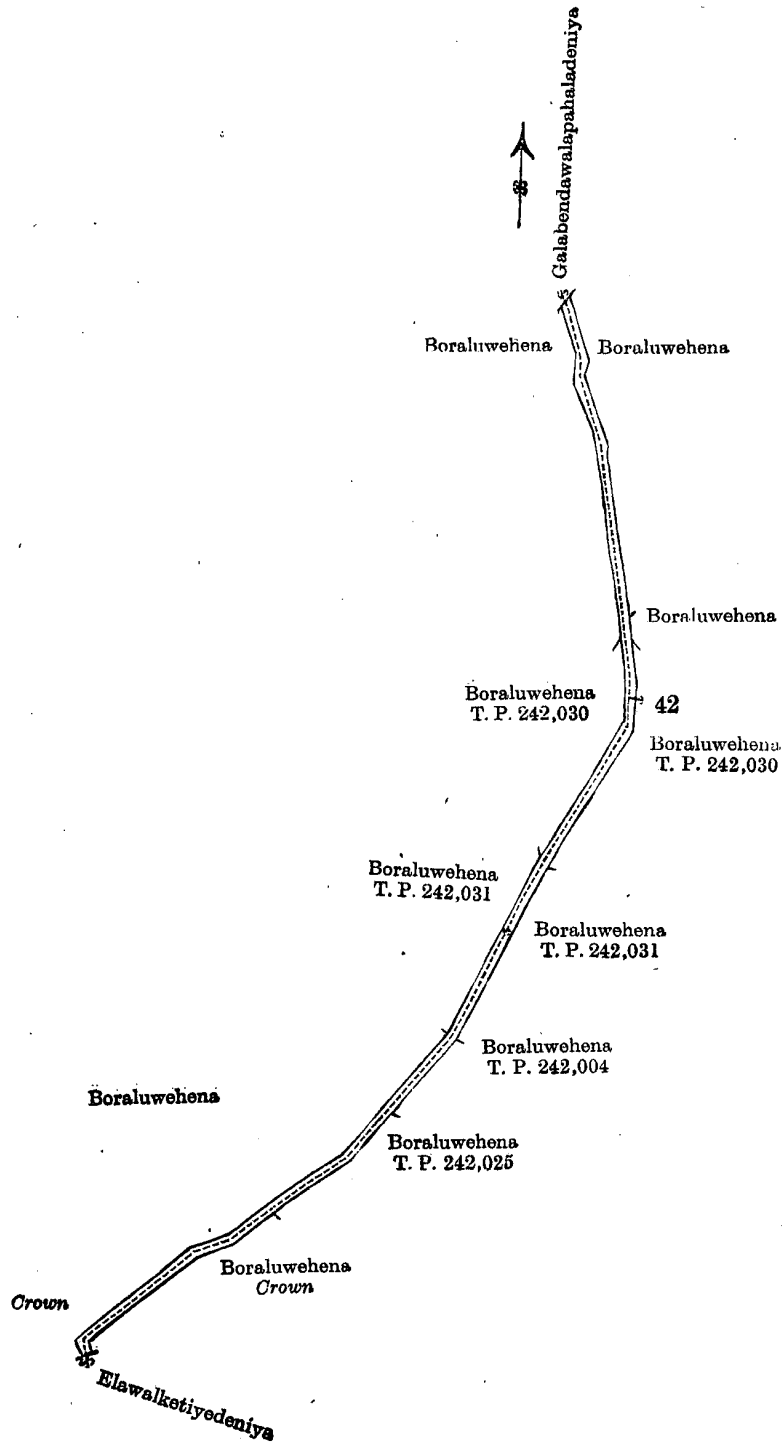 Galabendawalapahaladeniya
Boraluwehena
Boraluwehena
Boraluwehena
Boraluwehena
T. P. 242,030
42
Boraluwehena
T. P. 242,030
Boraluwehena
T. P. 242,031
Boraluwehena
T. P. 242,031
Boraluwehena
T. P. 242,004
Boraluwehena
Boraluwehena
T. P. 242,025
Boraluwehena
Crown
Crown
Elawalketiyedeniya